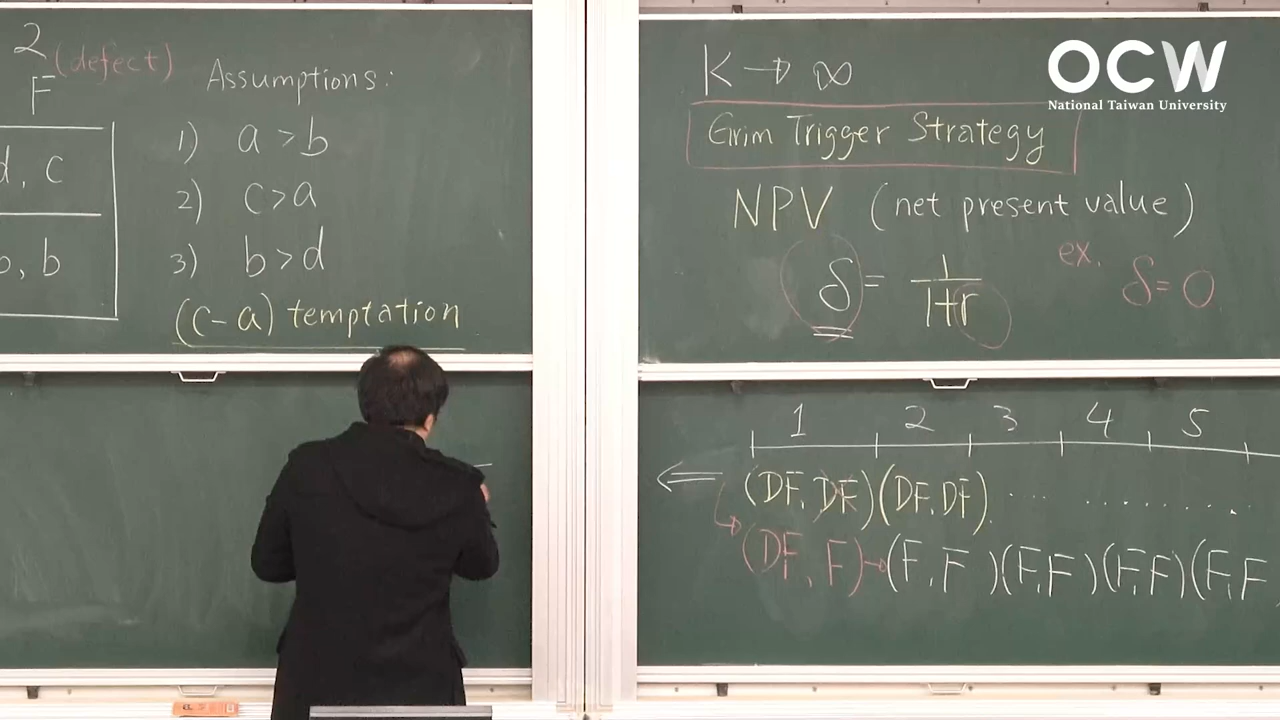 2
(defect)
F
d, c
b, b
Assumptions:
1) a > b
2) c > a
3) b > d
(c - a) temptation
K → ∞
Grim Trigger Strategy
NPV (net present value)
δ = 1/1+r
ex. δ = 0
1 2 3 4 5
⇐ (DF, DF)(DF, DF) .... .........
(DF, F) → (F, F)(F, F)(F, F)(F, F
OCW
National Taiwan University